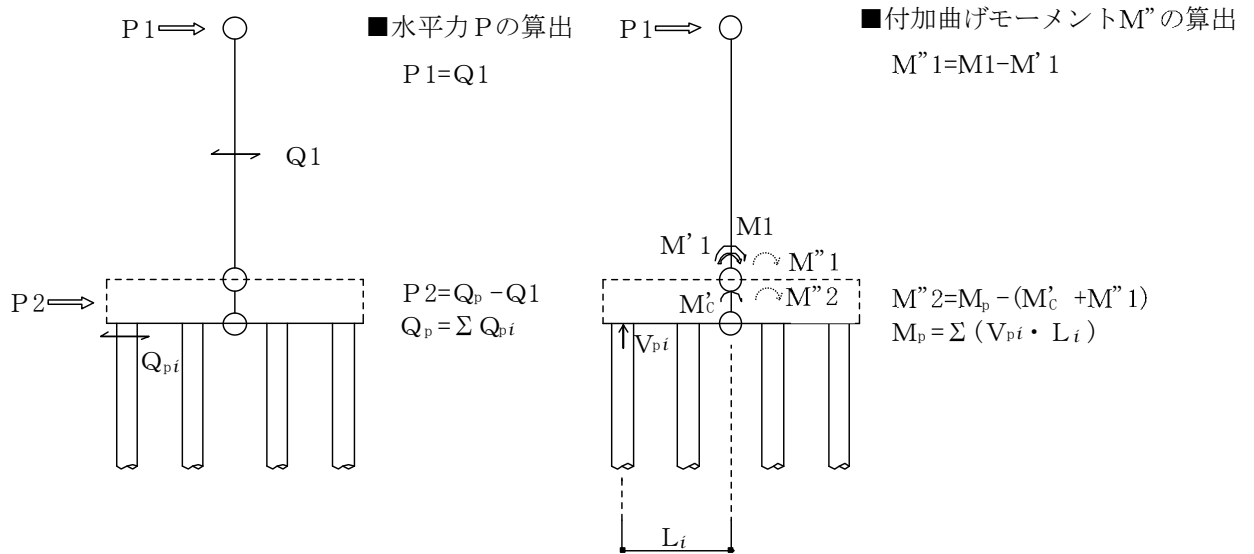 P1
■水平力Pの算出
P1=Q1
Q1
P2
P2=Qp-Q1
Qp=ΣQpi
Qpi
P1
■付加曲げモーメントM”の算出
M”1=M1-M’1
M1
M’1
M”1
M’c
M”2
M”2=Mp-(M’c+M”1)
Mp=Σ(Vpi・Li)
Vpi
Li